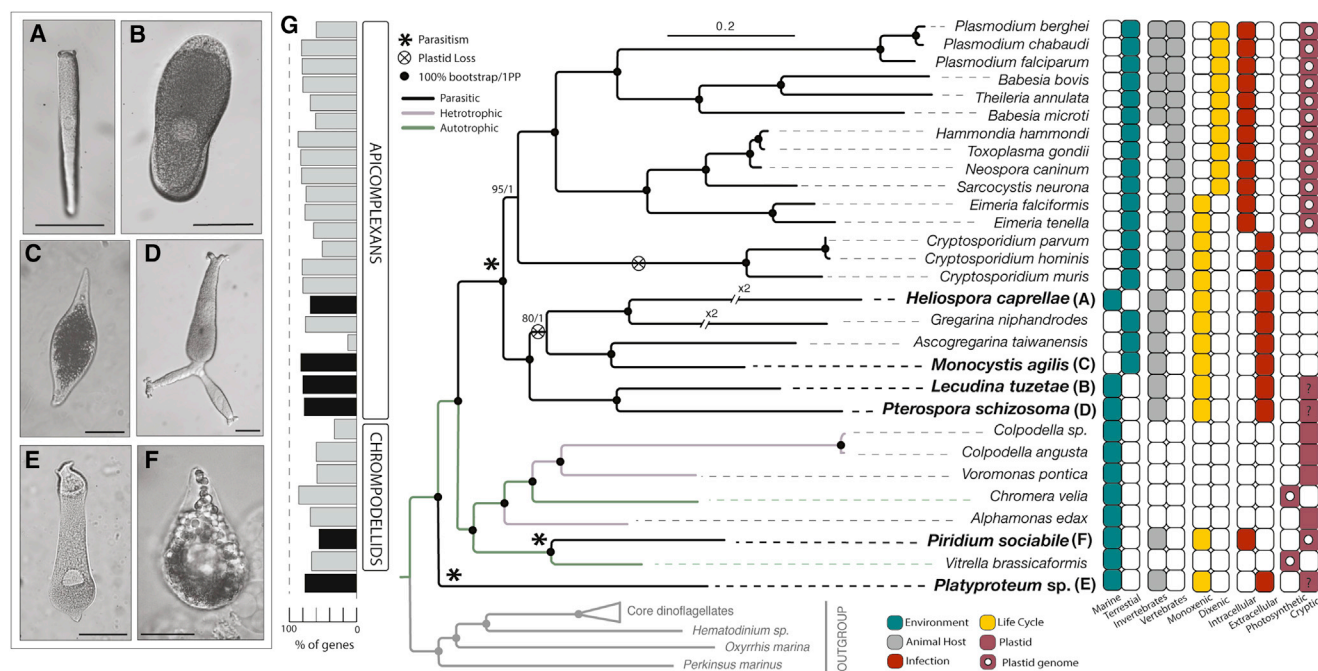 A
B
C
D
E
F
G
APICOMPLEXANS
CHROMPODELLIDS
100
0
% of genes
Parasitism
Plastid Loss
100% bootstrap/1PP
Parasitic
Hetrotrophic
Autotrophic
0.2
95/1
80/1
x2
x2
Plasmodium berghei
Plasmodium chabaudi
Plasmodium falciparum
Babesia bovis
Theileria annulata
Babesia microti
Hammondia hammondi
Toxoplasma gondii
Neospora caninum
Sarcocystis neurona
Eimeria falciformis
Eimeria tenella
Cryptosporidium parvum
Cryptosporidium hominis
Cryptosporidium muris
Heliospora caprellae (A)
Gregarina niphandrodes
Ascogregarina taiwanensis
Monocystis agilis (C)
Lecudina tuzetae (B)
?
Pterospora schizosoma (D)
?
Colpodella sp.
Colpodella angusta
Voromonas pontica
Chromera velia
Alphamonas edax
Piridium sociabile (F)
Vitrella brassicaformis
Platyproteum sp. (E)
?
Core dinoflagellates
Hematodinium sp.
Oxyrrhis marina
Perkinsus marinus
OUTGROUP
Marine
Terrestial
Invertebrates
Vertebrates
Monoxenic
Dixenic
Intracellular
Extracellular
Photosynthetic
Cryptic
Environment
Animal Host
Infection
Life Cycle
Plastid
Plastid genome